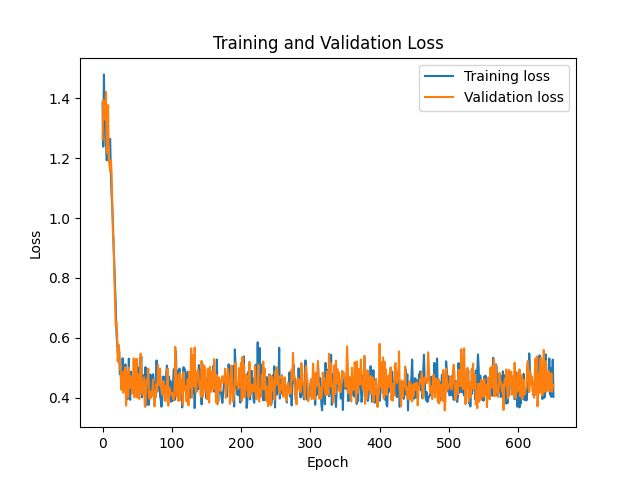 Training and Validation Loss
Training loss
Validation loss
1.4
1.2
1.0
0.8
0.6
0.4
Loss
0 100 200 300 400 500 600
Epoch